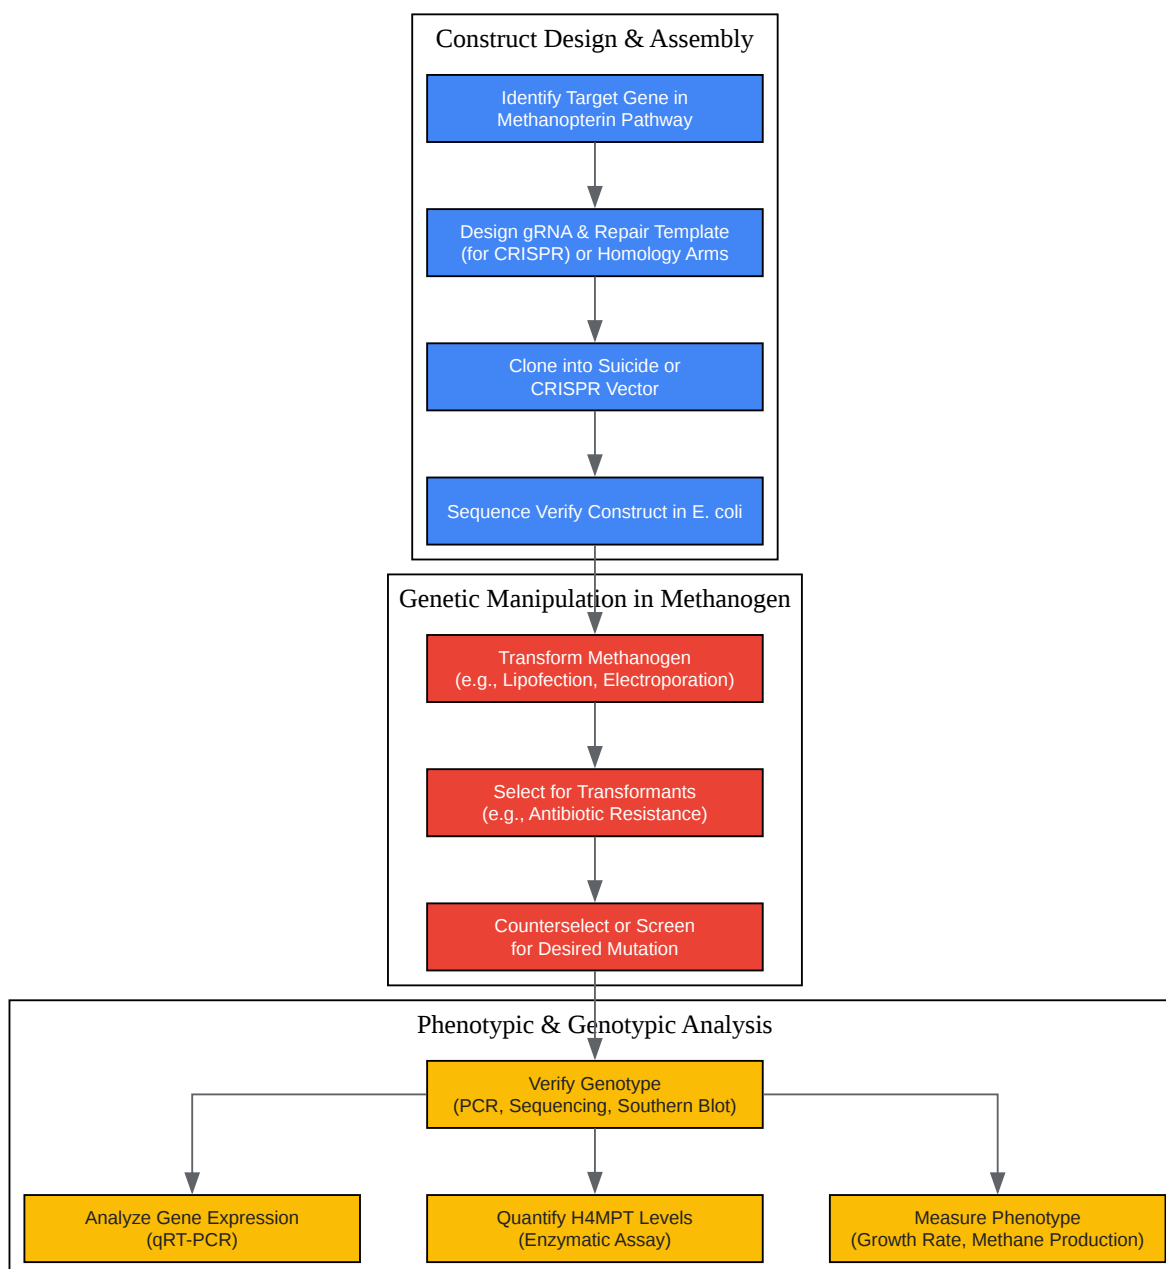 Construct Design & Assembly
Identify Target Gene in
Methanopterin Pathway
Design gRNA & Repair Template
(for CRISPR) or Homology Arms
Clone into Suicide or
CRISPR Vector
Sequence Verify Construct in E. coli
Genetic Manipulation in Methanogen
Transform Methanogen
(e.g., Lipofection, Electroporation)
Select for Transformants
(e.g., Antibiotic Resistance)
Counterselect or Screen
for Desired Mutation
Phenotypic & Genotypic Analysis
Verify Genotype
(PCR, Sequencing, Southern Blot)
Analyze Gene Expression
(qRT-PCR)
Quantify H4MPT Levels
(Enzymatic Assay)
Measure Phenotype
(Growth Rate, Methane Production)